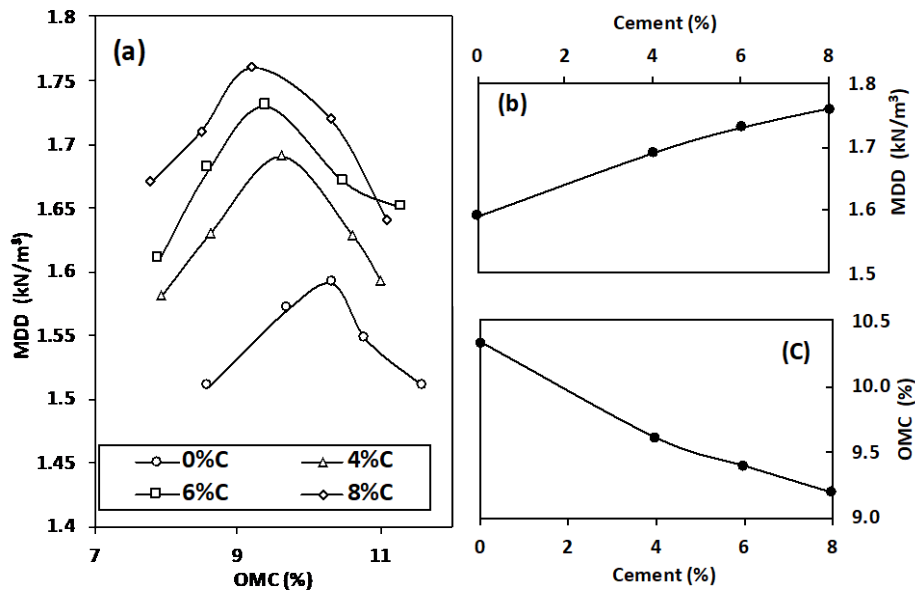 (a)
1.8
1.75
1.7
1.65
1.6
1.55
1.5
1.45
1.4
MDD (kN/m³)
0%C 4%C
6%C 8%C
7 9 11
OMC (%)
Cement (%)
0 2 4 6 8
(b)
1.8
1.7
1.6
1.5
MDD (kN/m³)
(C)
10.5
10.0
9.5
9.0
OMC (%)
0 2 4 6 8
Cement (%)